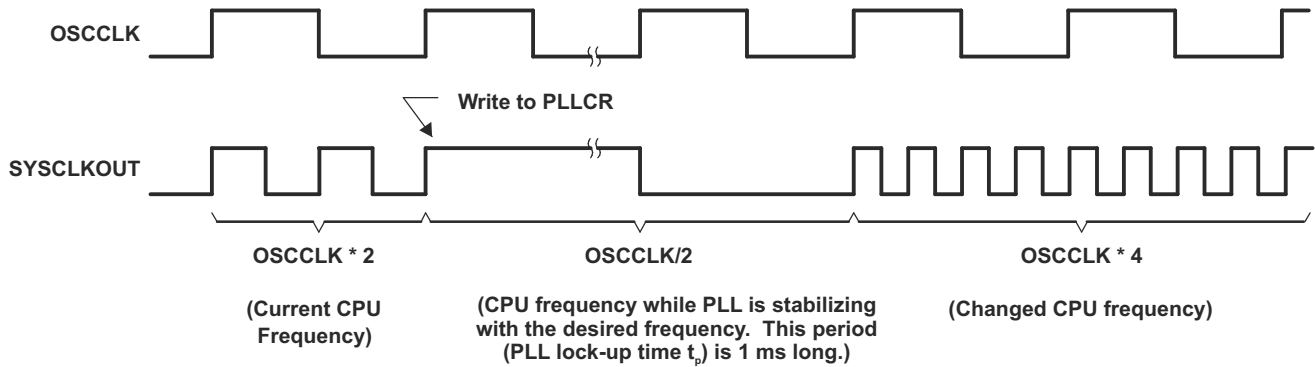 OSCCLK
Write to PLLCR
SYSCLKOUT
OSCCLK * 2
(Current CPU
Frequency)
OSCCLK/2
(CPU frequency while PLL is stabilizing
with the desired frequency. This period
(PLL lock-up time tp) is 1 ms long.)
OSCCLK * 4
(Changed CPU frequency)